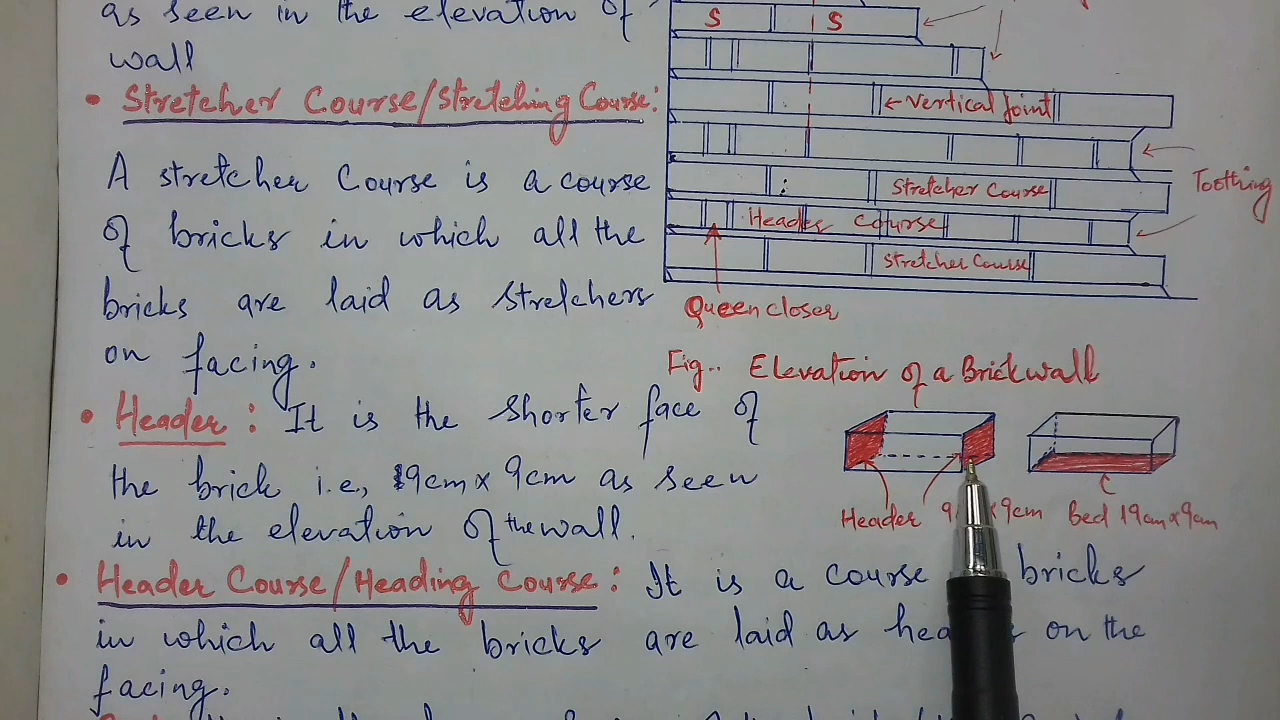 as seen in the elevation of
wall
• Stretcher Course/Stretching Course:
A stretcher Course is a course
of bricks in which all the
bricks are laid as Stretchers
on facing.
• Header: It is the Shorter face of
the brick i.e., 9cm x 9cm as seen
in the elevation of the wall.
• Header Course/Heading Course: It is a course bricks
in which all the bricks are laid as on the
facing.
S S
Vertical Joint
Stretcher Course
Toothing
Header Course
Stretcher Course
Queen closer
Fig.. Elevation of a Brickwall
Header x9cm Bed 19cm x 9cm